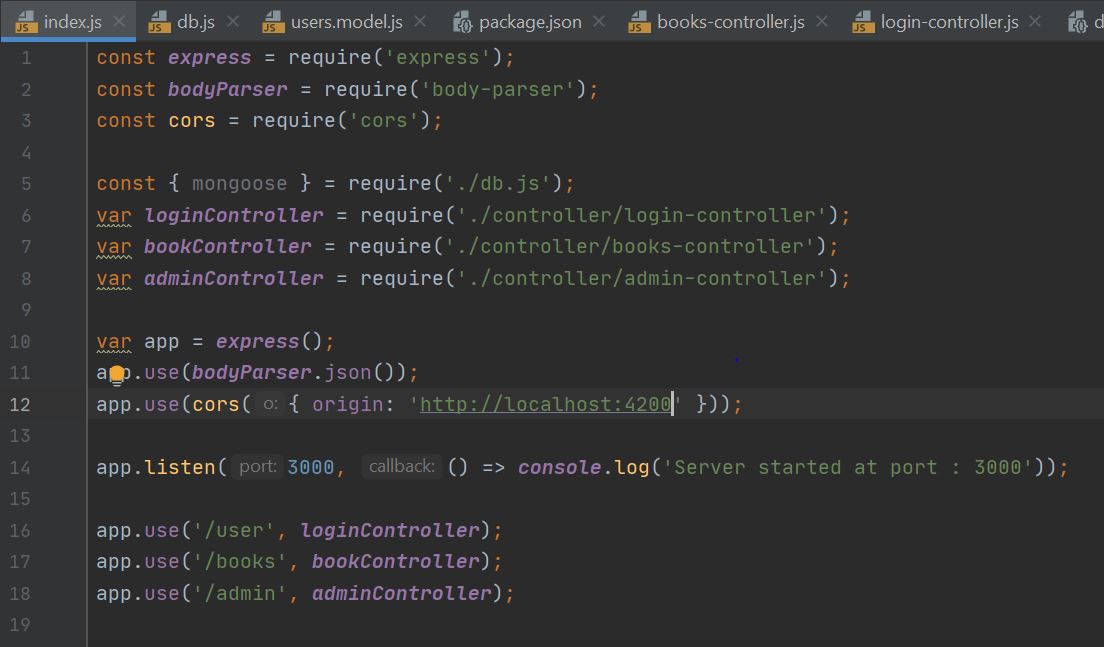 index.js db.js users.model.js package.json books-controller.js login-controller.js d
1 const express = require('express');
2 const bodyParser = require('body-parser');
3 const cors = require('cors');
4
5 const { mongoose } = require('./db.js');
6 var loginController = require('./controller/login-controller');
7 var bookController = require('./controller/books-controller');
8 var adminController = require('./controller/admin-controller');
9
10 var app = express();
11 app.use(bodyParser.json());
12 app.use(cors( o: { origin: 'http://localhost:4200' }));
13
14 app.listen( port: 3000, callback: () => console.log('Server started at port : 3000'));
15
16 app.use('/user', loginController);
17 app.use('/books', bookController);
18 app.use('/admin', adminController);
19